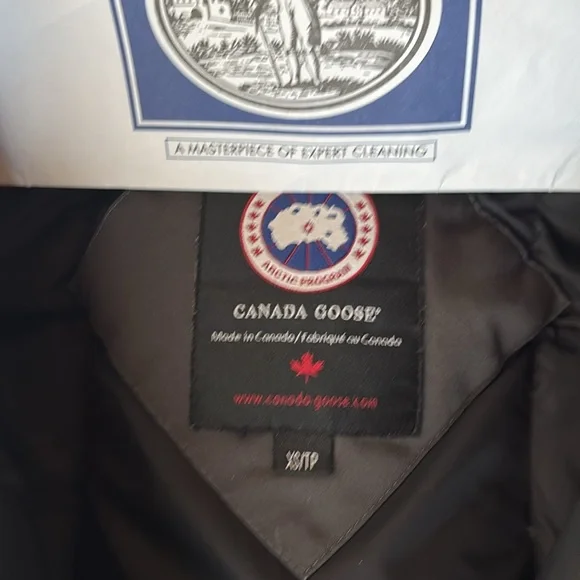 A MASTERPIECE OF EXPERT CLEANING
ARCTIC PROGRAM
CANADA GOOSE®
Made in Canada/Fabriqué au Canada
www.canada-goose.com
XS/TP